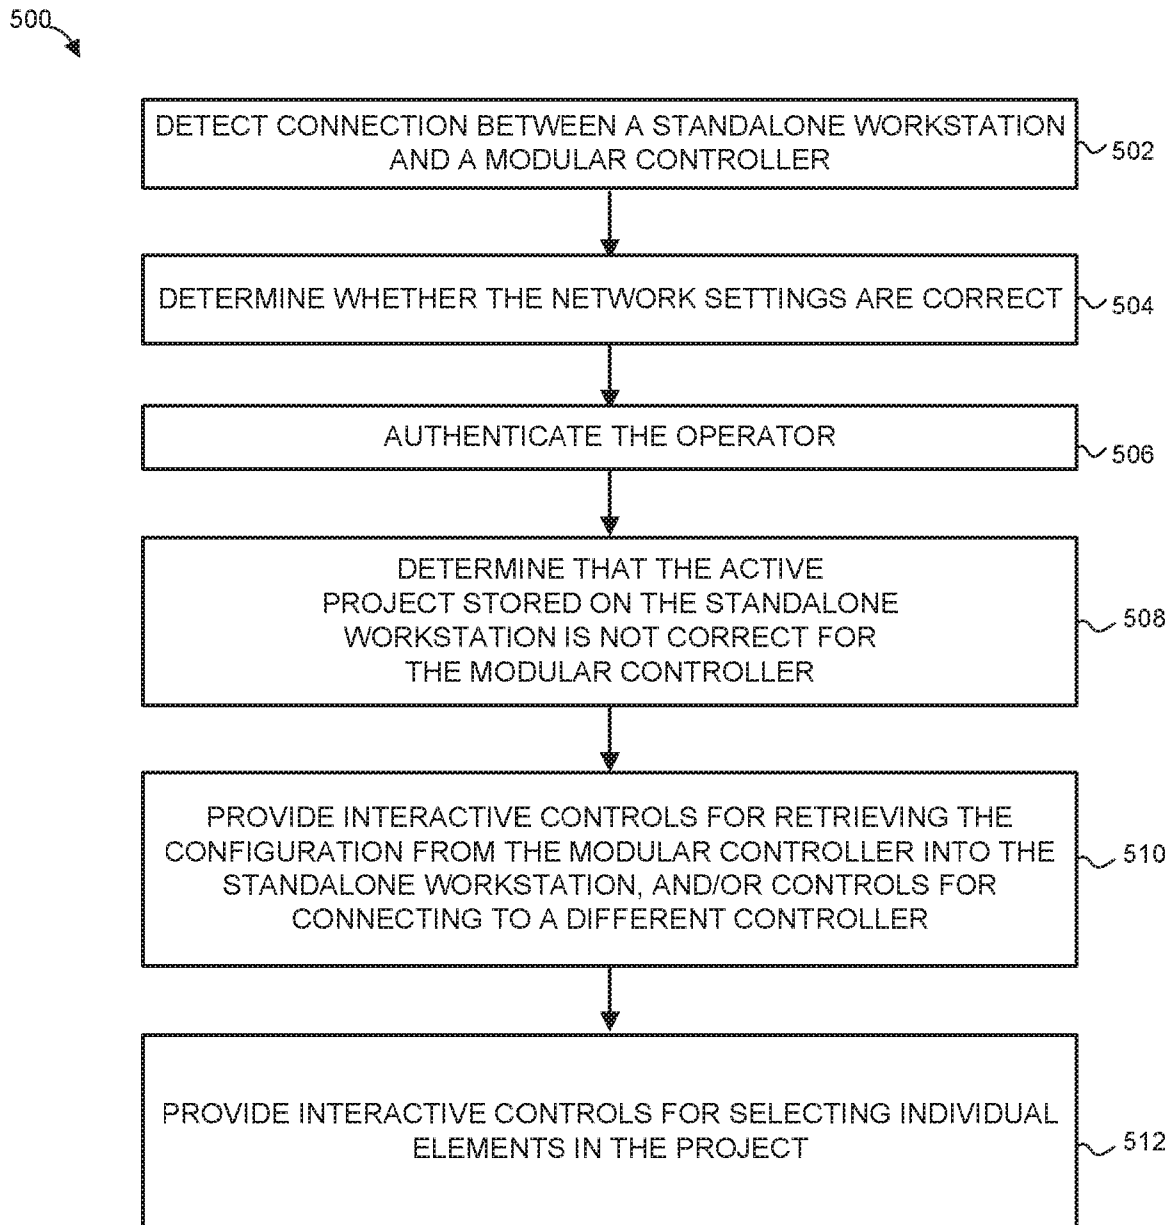 500
DETECT CONNECTION BETWEEN A STANDALONE WORKSTATION
AND A MODULAR CONTROLLER
502
DETERMINE WHETHER THE NETWORK SETTINGS ARE CORRECT
504
AUTHENTICATE THE OPERATOR
506
DETERMINE THAT THE ACTIVE
PROJECT STORED ON THE STANDALONE
WORKSTATION IS NOT CORRECT FOR
THE MODULAR CONTROLLER
508
PROVIDE INTERACTIVE CONTROLS FOR RETRIEVING THE
CONFIGURATION FROM THE MODULAR CONTROLLER INTO THE
STANDALONE WORKSTATION, AND/OR CONTROLS FOR
CONNECTING TO A DIFFERENT CONTROLLER
510
PROVIDE INTERACTIVE CONTROLS FOR SELECTING INDIVIDUAL
ELEMENTS IN THE PROJECT
512